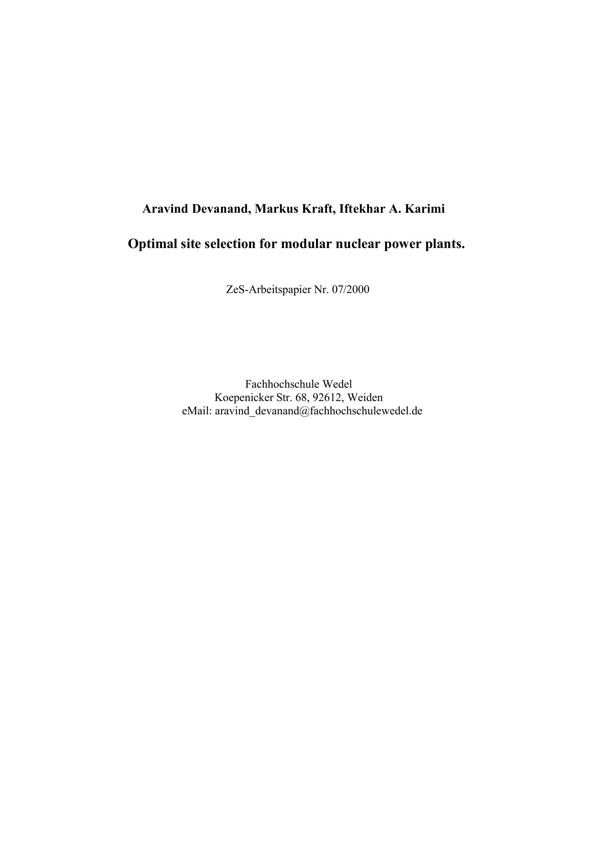 Aravind Devanand, Markus Kraft, Iftekhar A. Karimi
Optimal site selection for modular nuclear power plants.
ZeS-Arbeitspapier Nr. 07/2000
Fachhochschule Wedel
Koepenicker Str. 68, 92612, Weiden
eMail: aravind_devanand@fachhochschulewedel.de